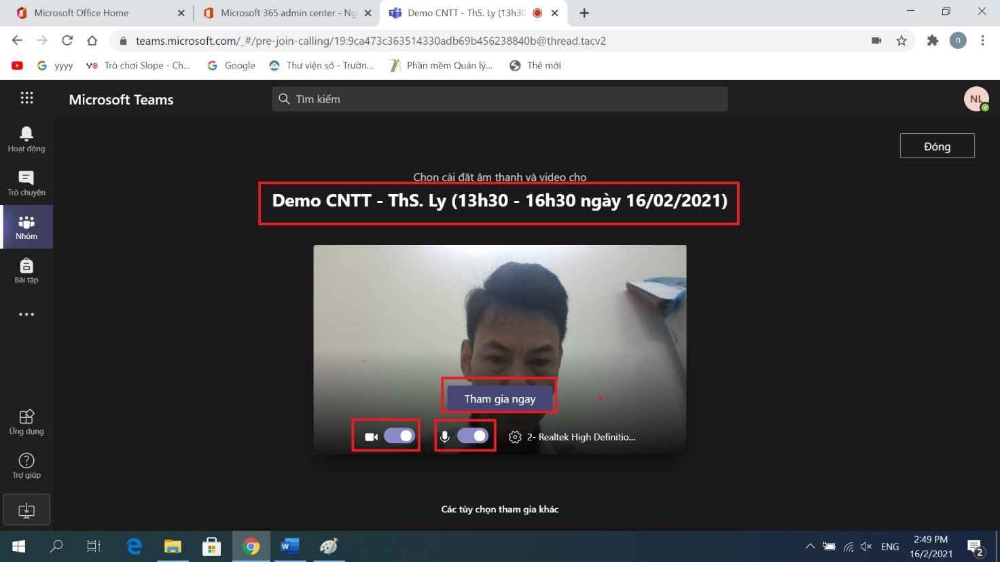 Microsoft Office Home
Microsoft 365 admin center - Ng
Demo CNTT - ThS. Ly (13h30
teams.microsoft.com/_#/pre-join-calling/19:9ca473c363514330adb69b456238840b@thread.tacv2
n
yyyy
Trò chơi Slope - Ch...
Google
Thư viện số - Trườn...
Phần mềm Quản lý...
Thẻ mới
Microsoft Teams
Tìm kiếm
NL
Hoạt động
Trò chuyện
Nhóm
Bài tập
Ứng dụng
Trợ giúp
Đóng
Chọn cài đặt âm thanh và video cho
Demo CNTT - ThS. Ly (13h30 - 16h30 ngày 16/02/2021)
Tham gia ngay
2- Realtek High Definitio...
Các tùy chọn tham gia khác
ENG
2:49 PM
16/2/2021
2